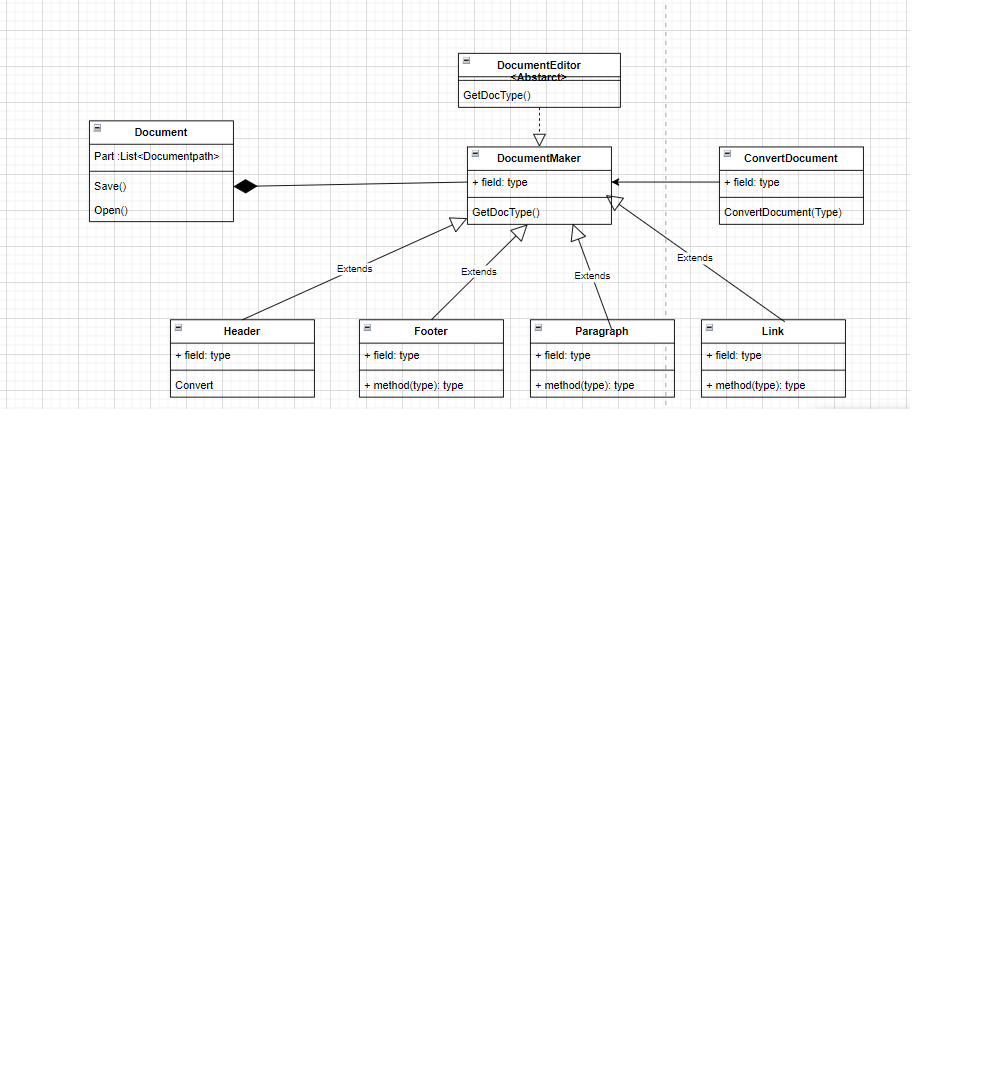 DocumentEditor
<Abstarct>
GetDocType()
Document
Part :List<Documentpath>
Save()
Open()
DocumentMaker
+ field: type
GetDocType()
ConvertDocument
+ field: type
ConvertDocument(Type)
Extends
Extends
Extends
Extends
Header
+ field: type
Convert
Footer
+ field: type
+ method(type): type
Paragraph
+ field: type
+ method(type): type
Link
+ field: type
+ method(type): type